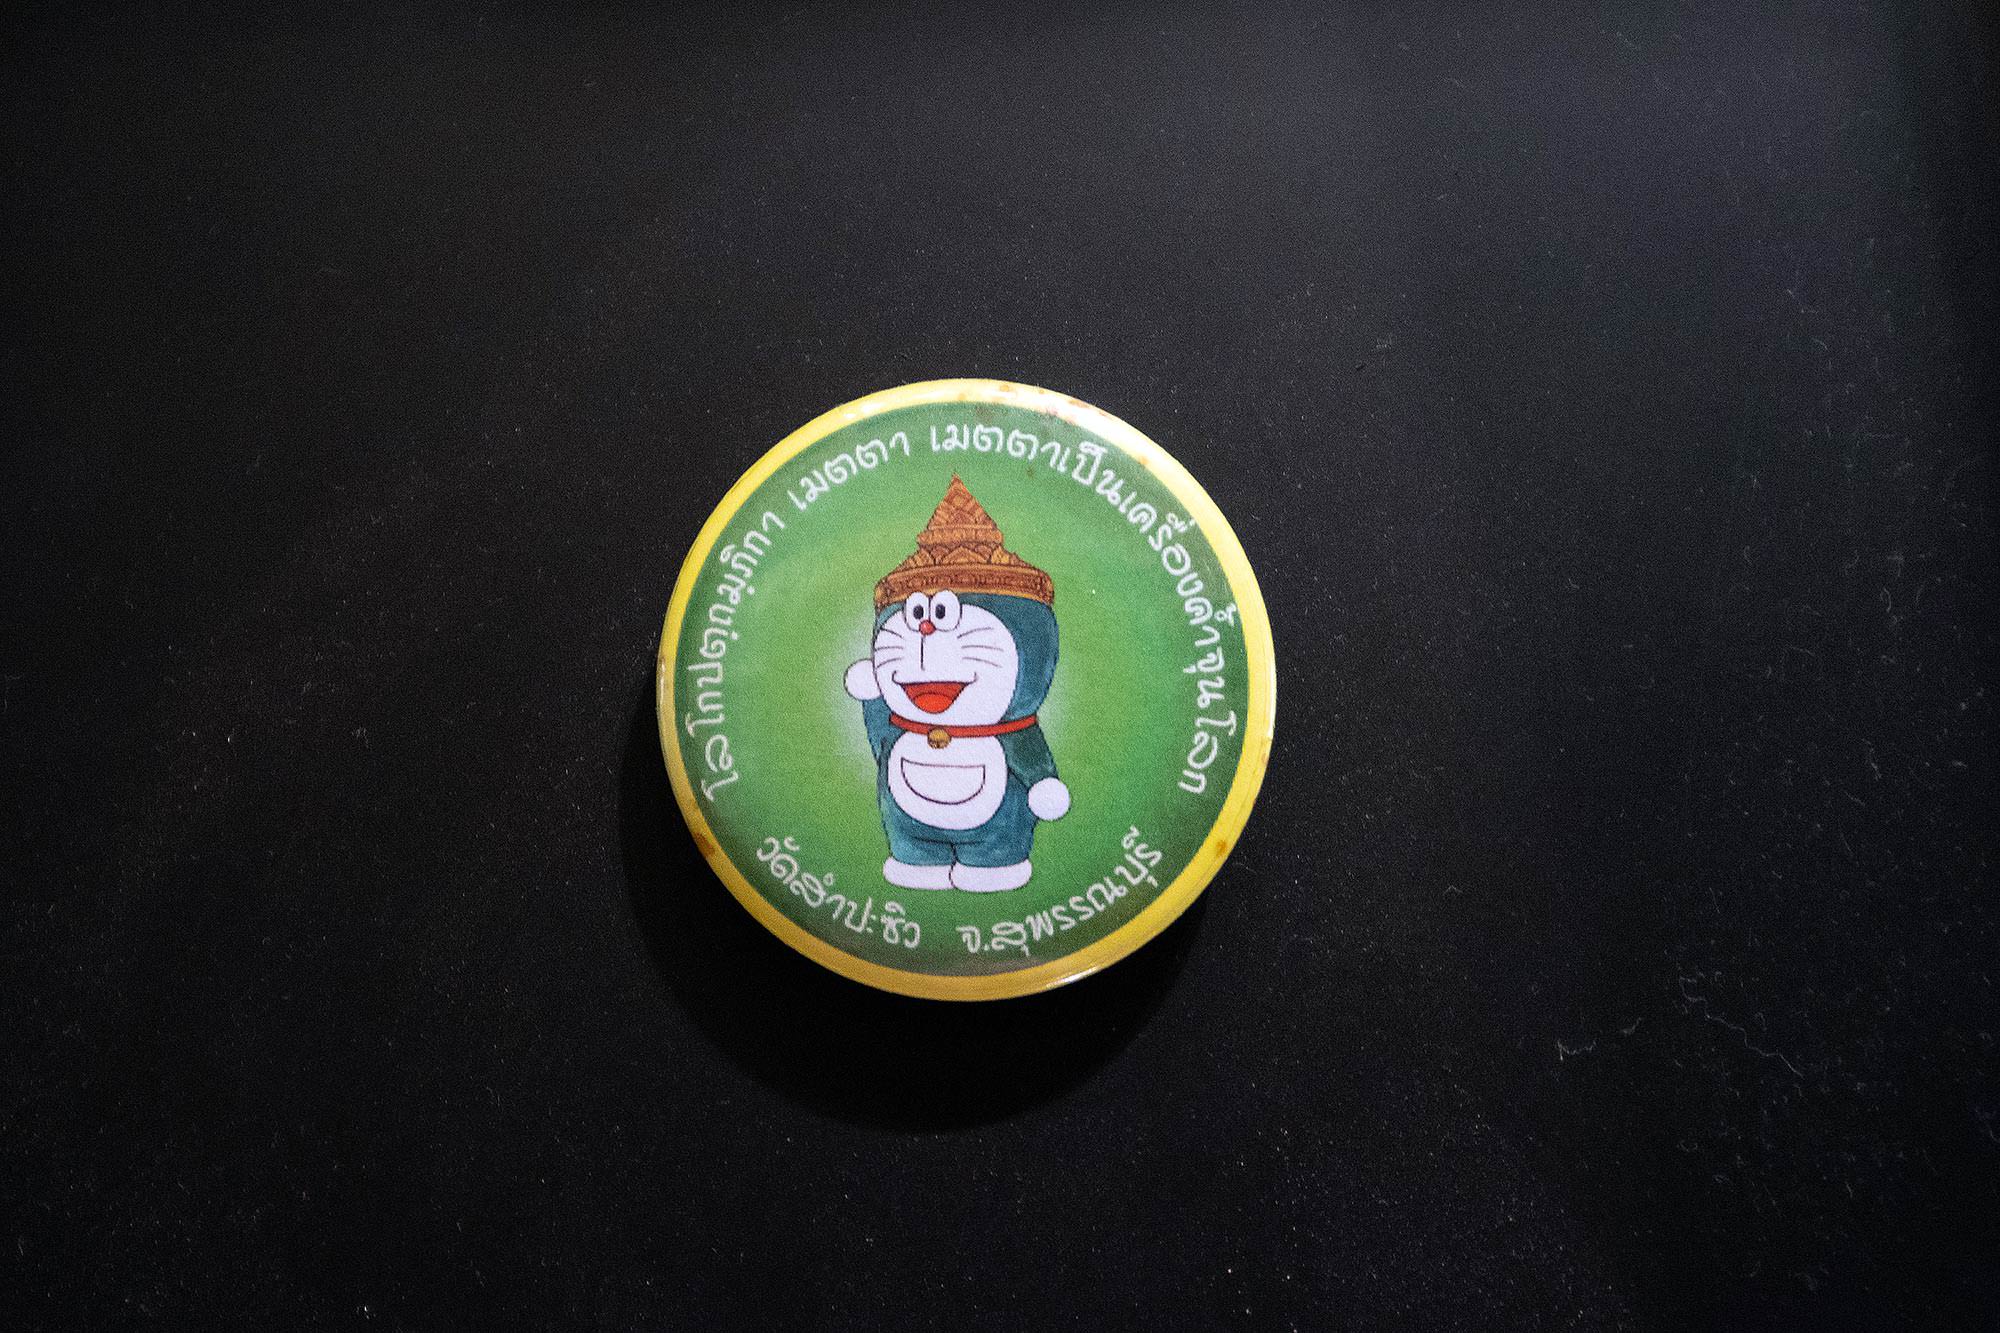 โลโกปตฺถมฺภิกา เมตตา เมตตาเป็นเครื่องค้ำจุนโลก
วัดสำปะซิว จ.สุพรรณบุรี